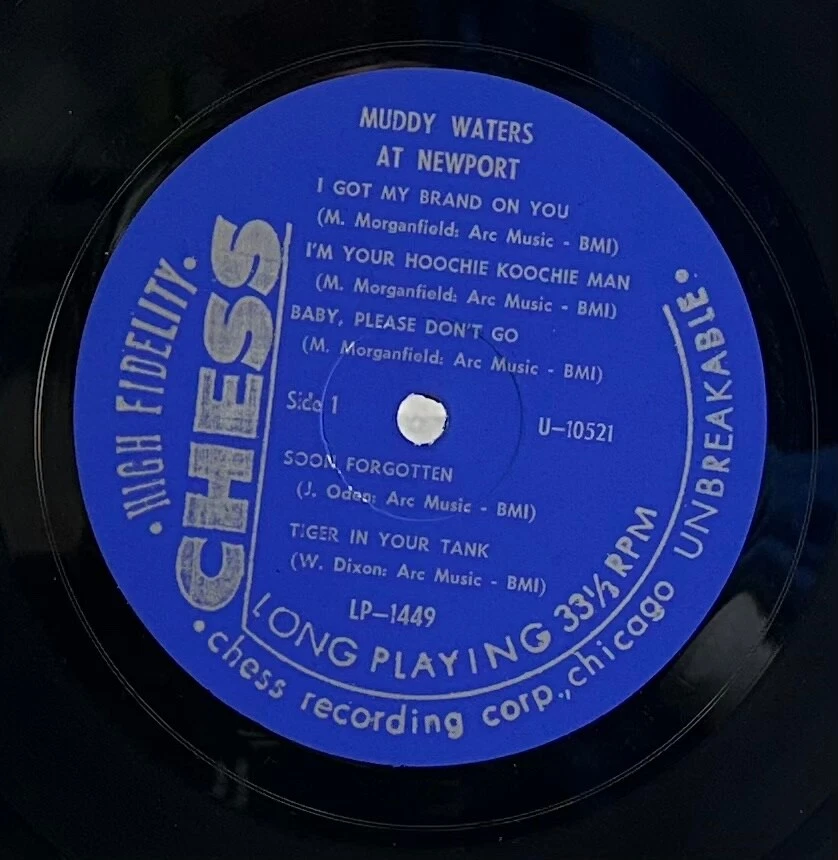 MUDDY WATERS
AT NEWPORT
I GOT MY BRAND ON YOU
(M. Morganfield: Arc Music - BMI)
I'M YOUR HOOCHIE KOOCHIE MAN
(M. Morganfield: Arc Music - BMI)
BABY, PLEASE DON'T GO
(M. Morganfield: Arc Music - BMI)
Side 1
U-10521
SOON FORGOTTEN
(J. Oden: Arc Music - BMI)
TIGER IN YOUR TANK
(W. Dixon: Arc Music - BMI)
LP-1449
LONG PLAYING 33⅓ RPM
CHESS
• HIGH FIDELITY •
• chess recording corp., chicago UNBREAKABLE •